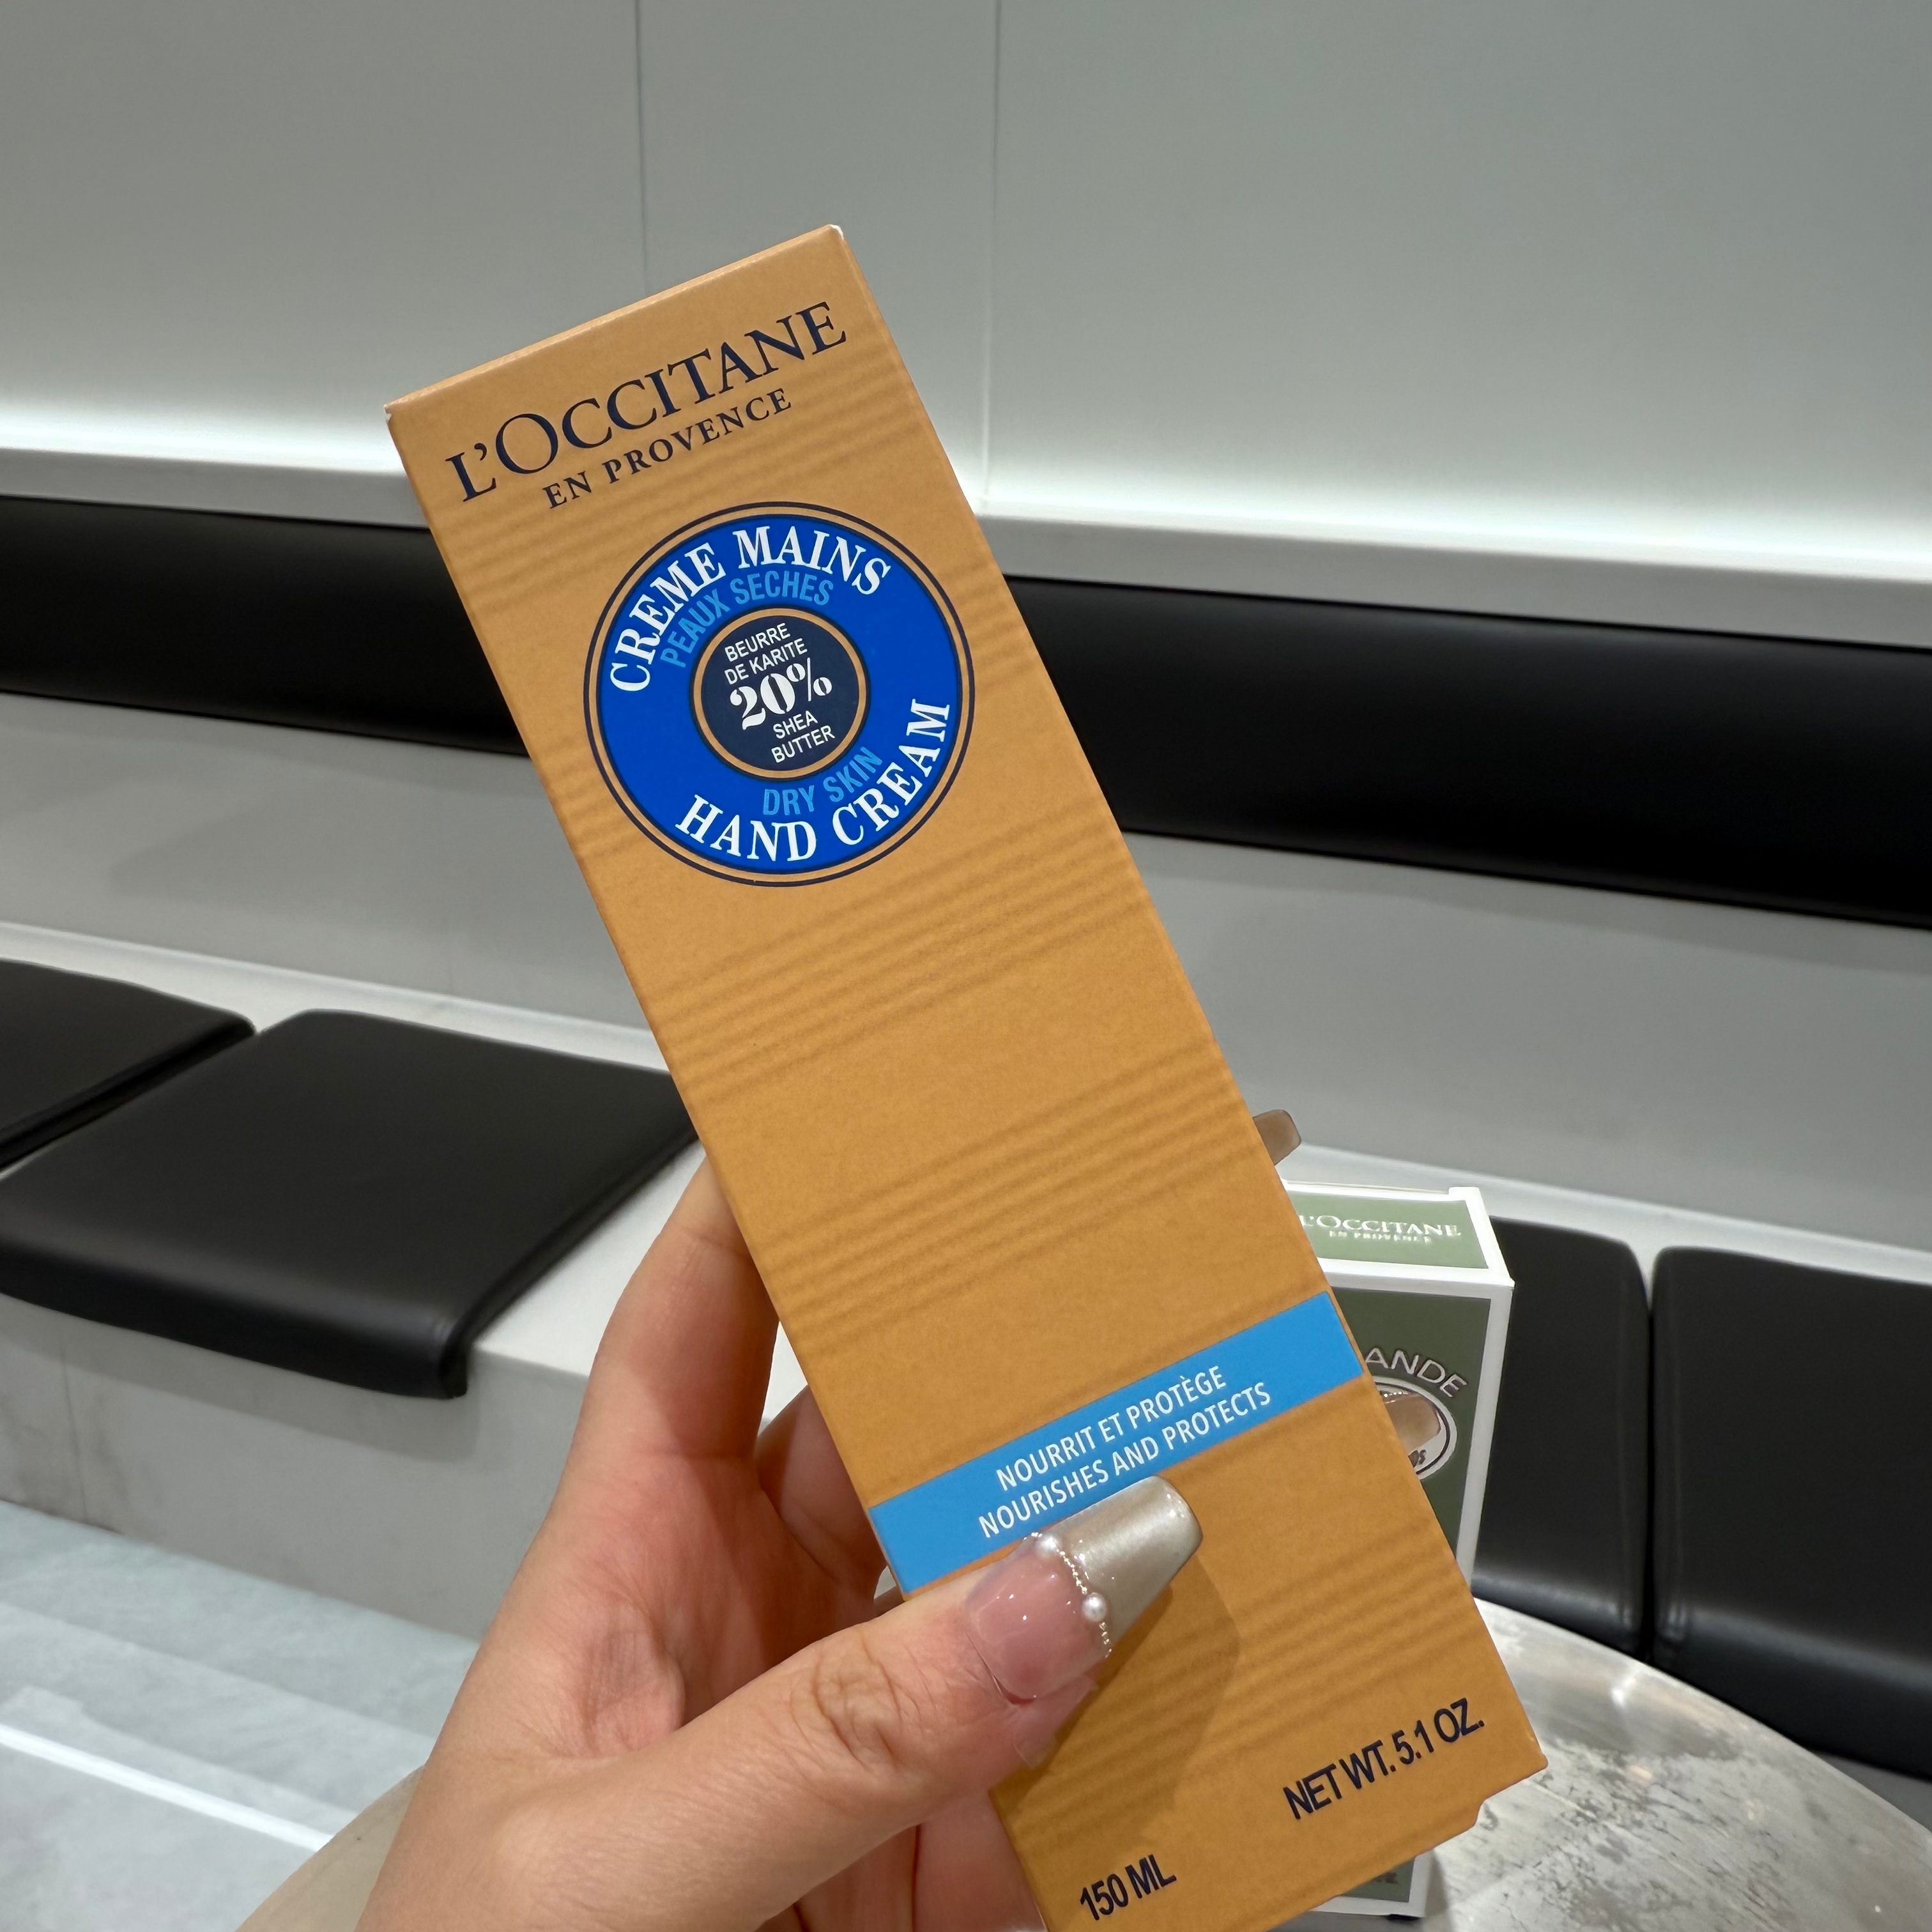 L'OCCITANE
EN PROVENCE
CREME MAINS
PEAUX SECHES
BEURRE
DE KARITE
20%
SHEA
BUTTER
DRY SKIN
HAND CREAM
NOURRIT ET PROTÈGE
NOURISHES AND PROTECTS
150 ML
NET WT. 5.1 OZ.
L'OCCITANE
EN PROVENCE
ANDE